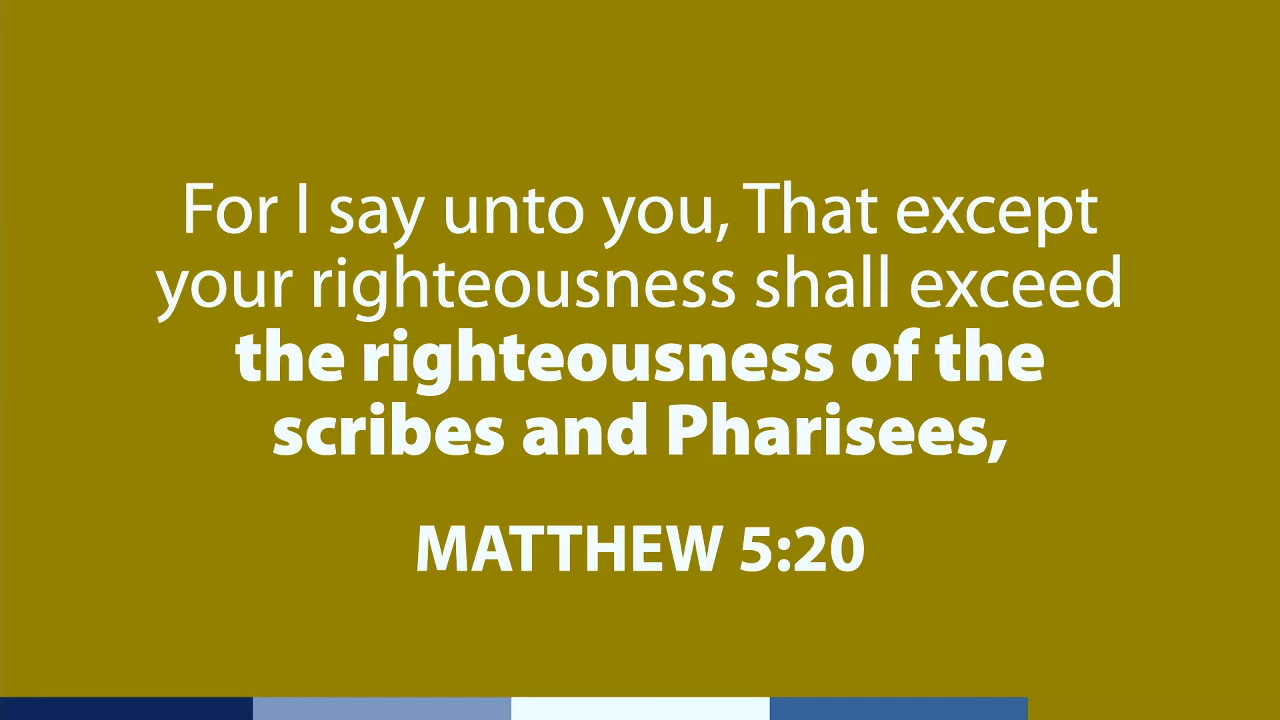 For I say unto you, That except
your righteousness shall exceed
the righteousness of the
scribes and Pharisees,
MATTHEW 5:20